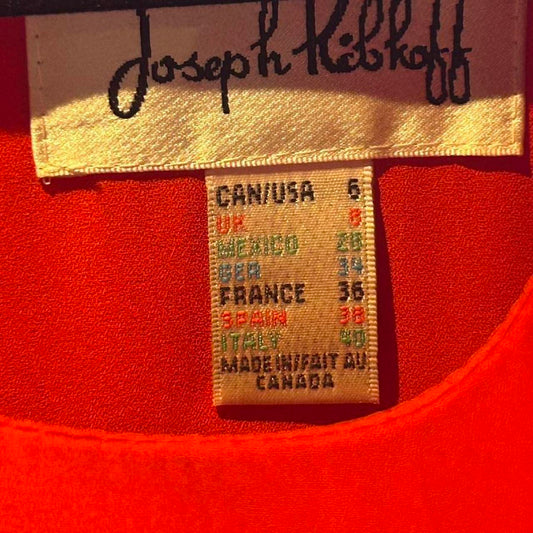 Joseph Ribkoff
CAN/USA 6
UK 8
MEXICO 28
GER 34
FRANCE 36
SPAIN 38
ITALY 40
MADE IN/FAIT AU
CANADA